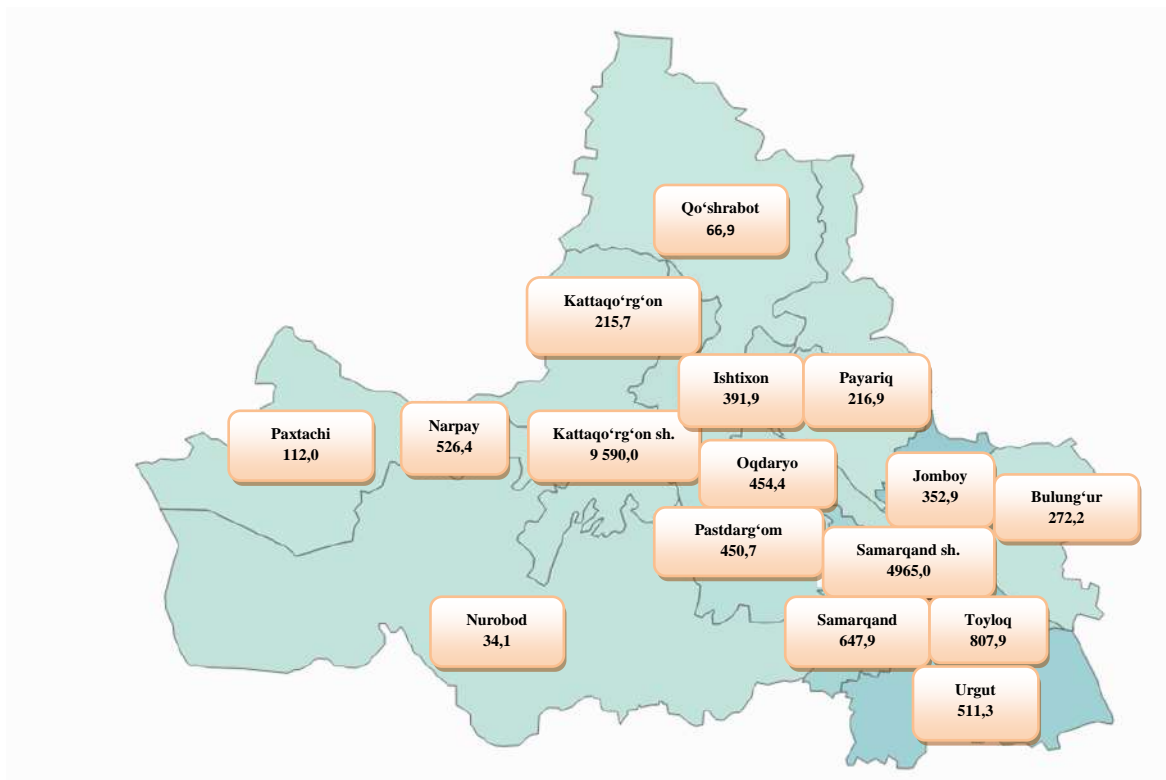 Qo‘shrabot
66,9
Kattaqo‘rg‘on
215,7
Ishtixon
391,9
Payariq
216,9
Paxtachi
112,0
Narpay
526,4
Kattaqo‘rg‘on sh.
9 590,0
Oqdaryo
454,4
Jomboy
352,9
Bulung‘ur
272,2
Pastdarg‘om
450,7
Samarqand sh.
4965,0
Nurobod
34,1
Samarqand
647,9
Toyloq
807,9
Urgut
511,3